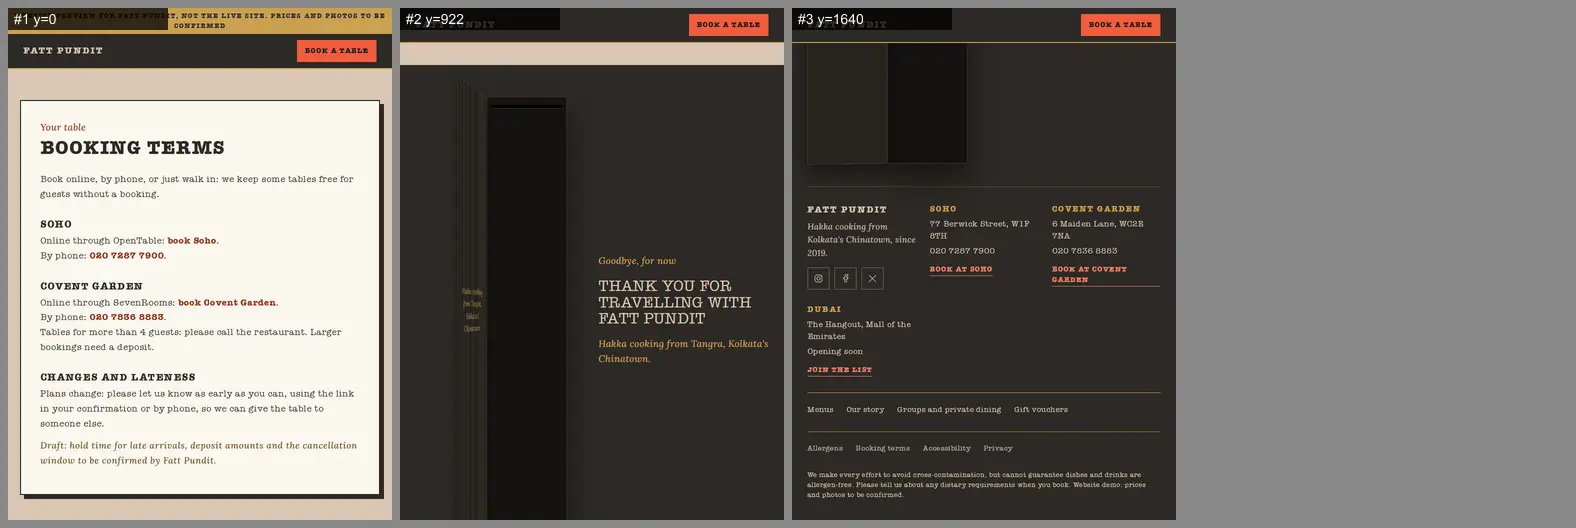 #1 y=0
PREVIEW FOR FATT PUNDIT, NOT THE LIVE SITE. PRICES AND PHOTOS TO BE
CONFIRMED
FATT PUNDIT
BOOK A TABLE
Your table
BOOKING TERMS
Book online, by phone, or just walk in: we keep some tables free for
guests without a booking.
SOHO
Online through OpenTable: book Soho.
By phone: 020 7287 7900.
COVENT GARDEN
Online through SevenRooms: book Covent Garden.
By phone: 020 7836 8883.
Tables for more than 4 guests: please call the restaurant. Larger
bookings need a deposit.
CHANGES AND LATENESS
Plans change: please let us know as early as you can, using the link
in your confirmation or by phone, so we can give the table to
someone else.
Draft: hold time for late arrivals, deposit amounts and the cancellation
window to be confirmed by Fatt Pundit.
#2 y=922
BOOK A TABLE
Hakka cooking
from Tangra,
Kolkata's
Chinatown
Goodbye, for now
THANK YOU FOR
TRAVELLING WITH
FATT PUNDIT
Hakka cooking from Tangra, Kolkata's
Chinatown.
#3 y=1640
BOOK A TABLE
FATT PUNDIT
Hakka cooking from
Kolkata's Chinatown, since
2019.
SOHO
77 Berwick Street, W1F
8TH
020 7287 7900
BOOK AT SOHO
COVENT GARDEN
6 Maiden Lane, WC2E
7NA
020 7836 8883
BOOK AT COVENT
GARDEN
DUBAI
The Hangout, Mall of the
Emirates
Opening soon
JOIN THE LIST
Menus Our story Groups and private dining Gift vouchers
Allergens Booking terms Accessibility Privacy
We make every effort to avoid cross-contamination, but cannot guarantee dishes and drinks are
allergen-free. Please tell us about any dietary requirements when you book. Website demo: prices
and photos to be confirmed.